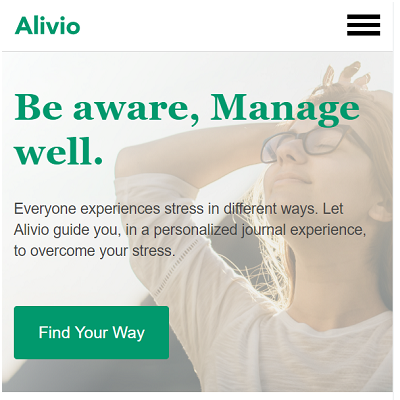 Alivio
Be aware, Manage
well.
Everyone experiences stress in different ways. Let
Alivio guide you, in a personalized journal experience,
to overcome your stress.
Find Your Way